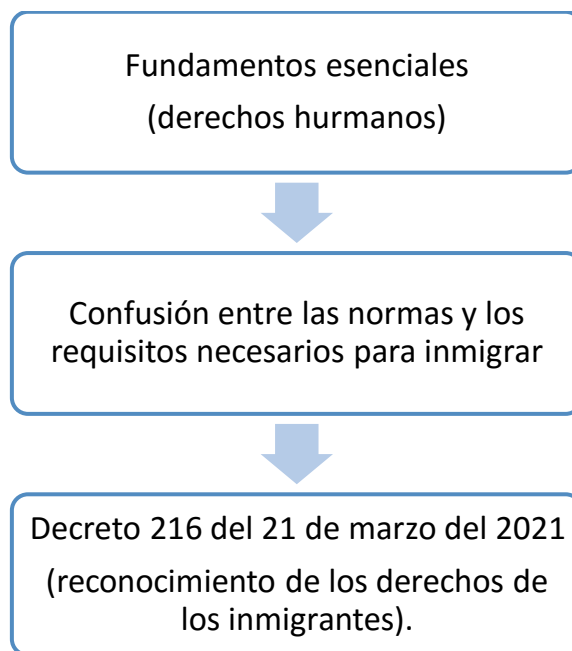 Fundamentos esenciales
(derechos hurmanos)
Confusión entre las normas y los
requisitos necesarios para inmigrar
Decreto 216 del 21 de marzo del 2021
(reconocimiento de los derechos de
los inmigrantes).